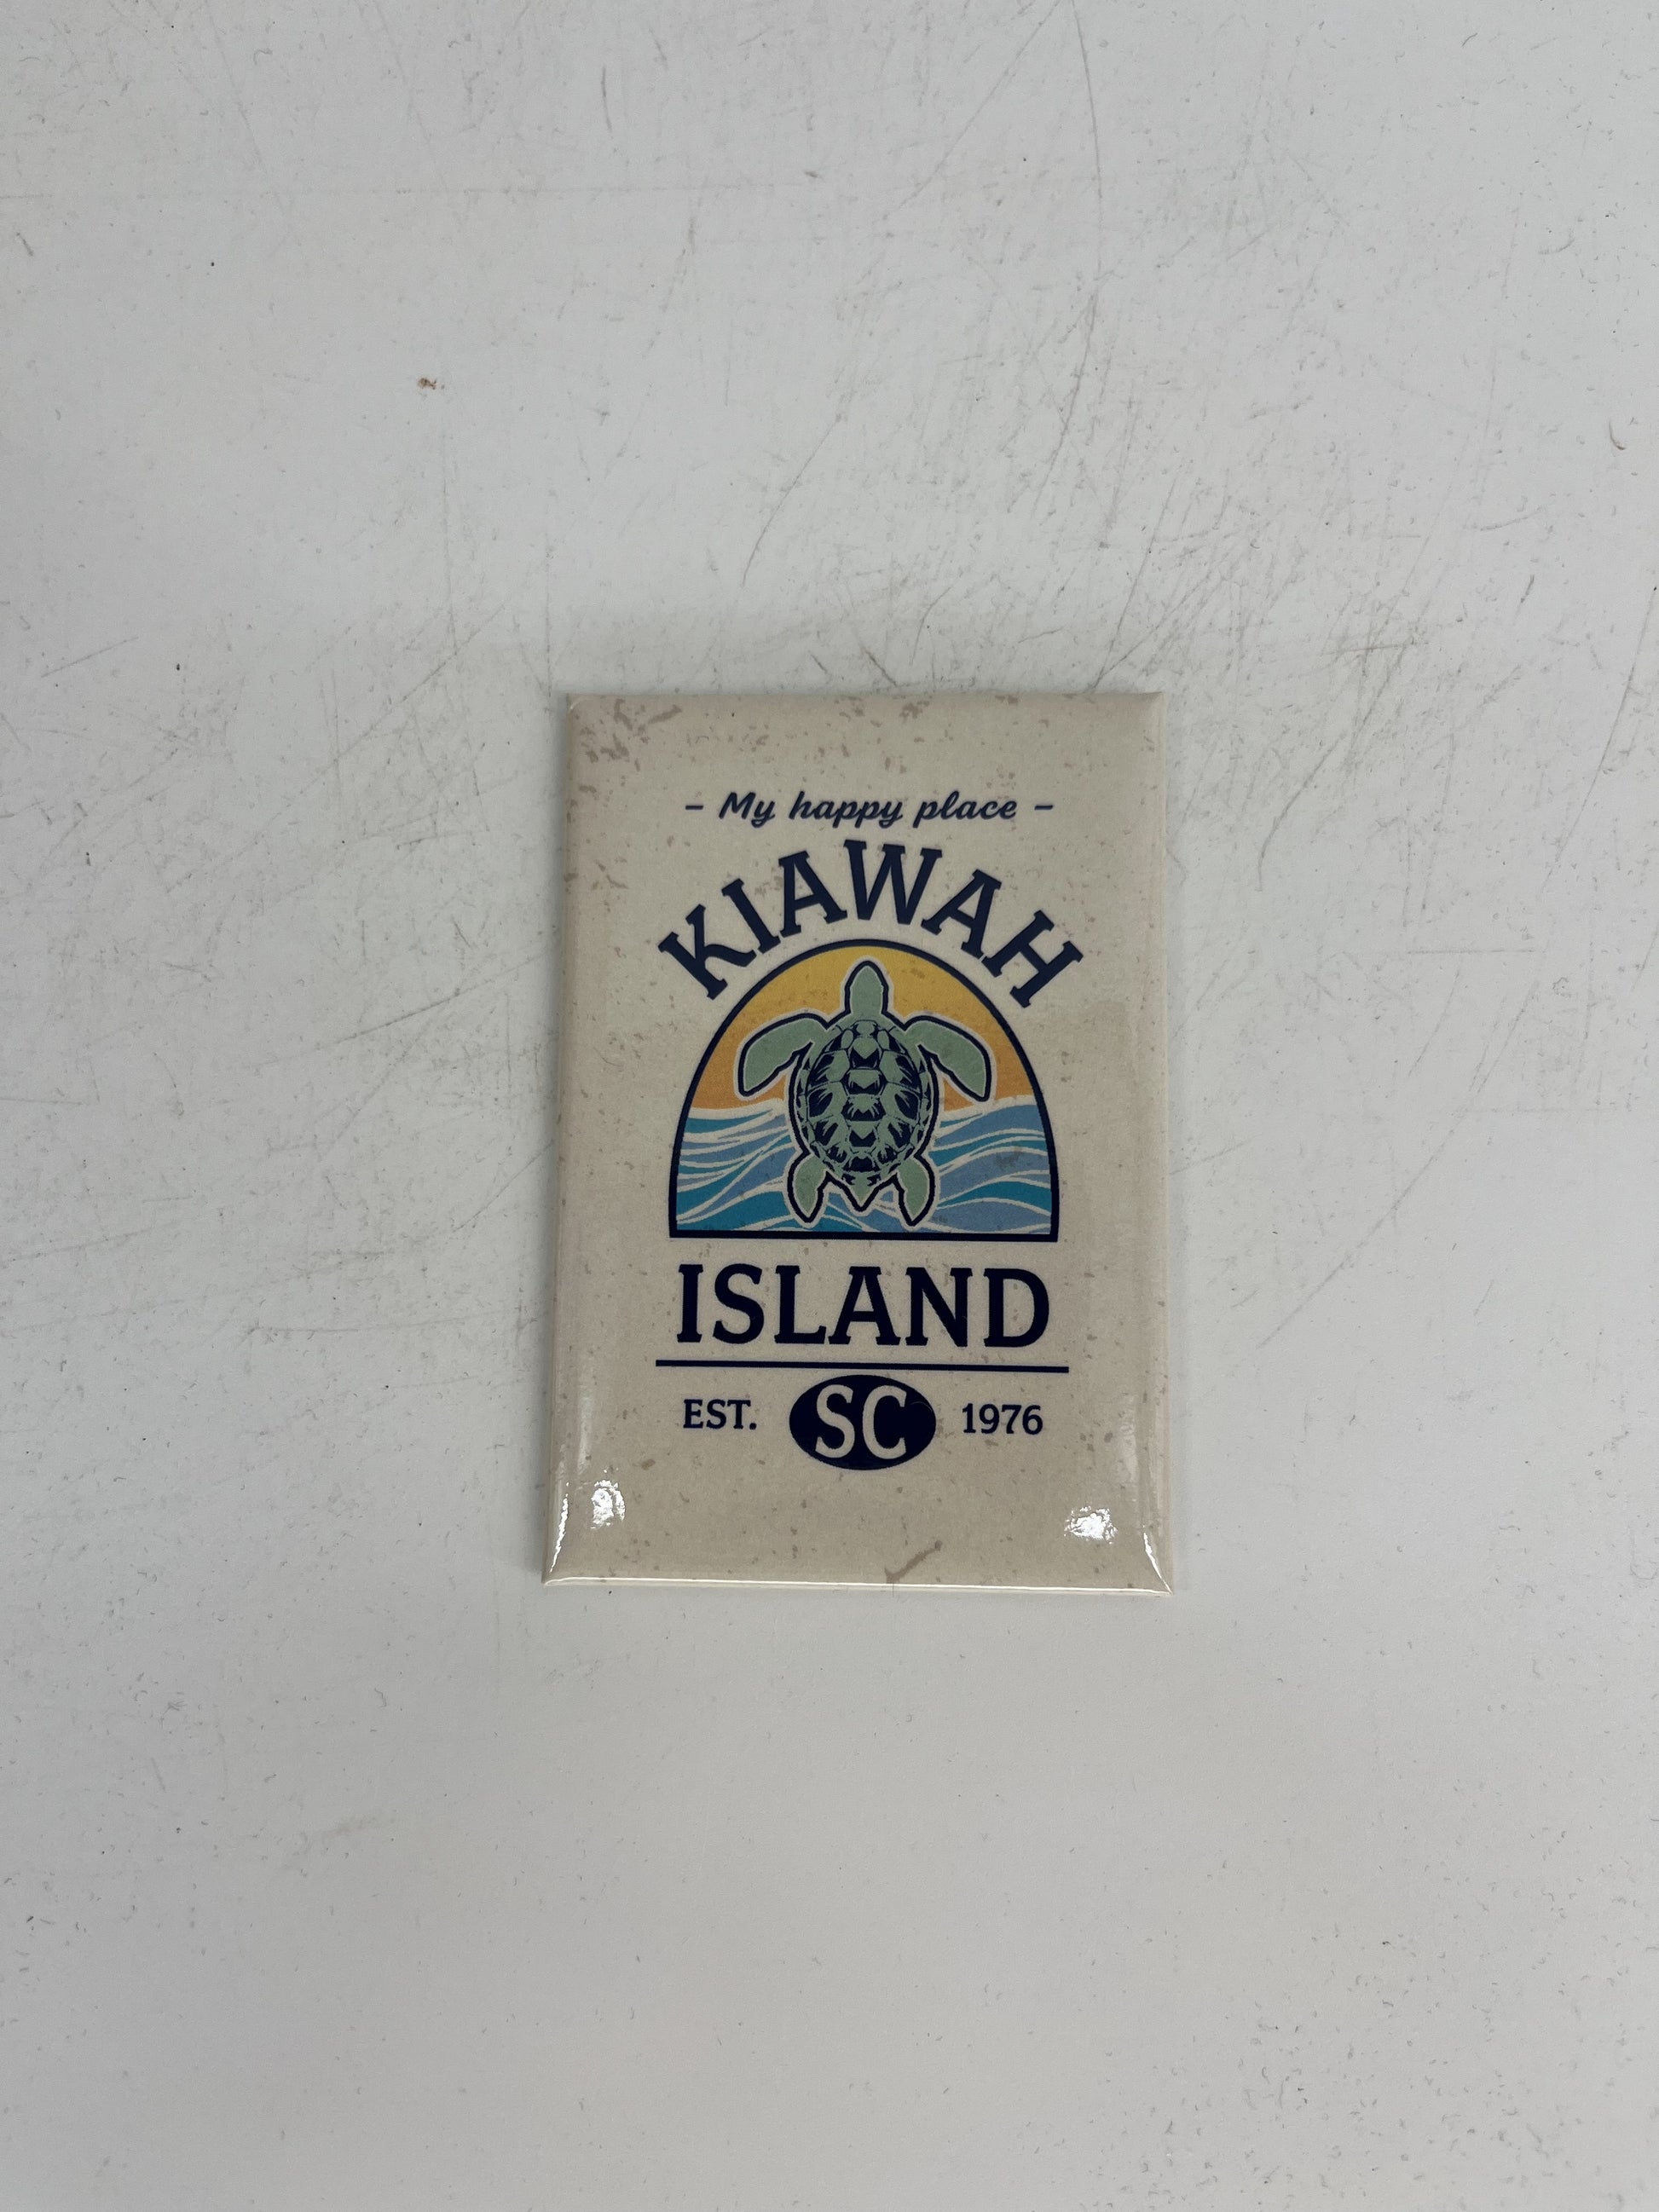 - My happy place -
KIAWAH
ISLAND
EST. SC 1976